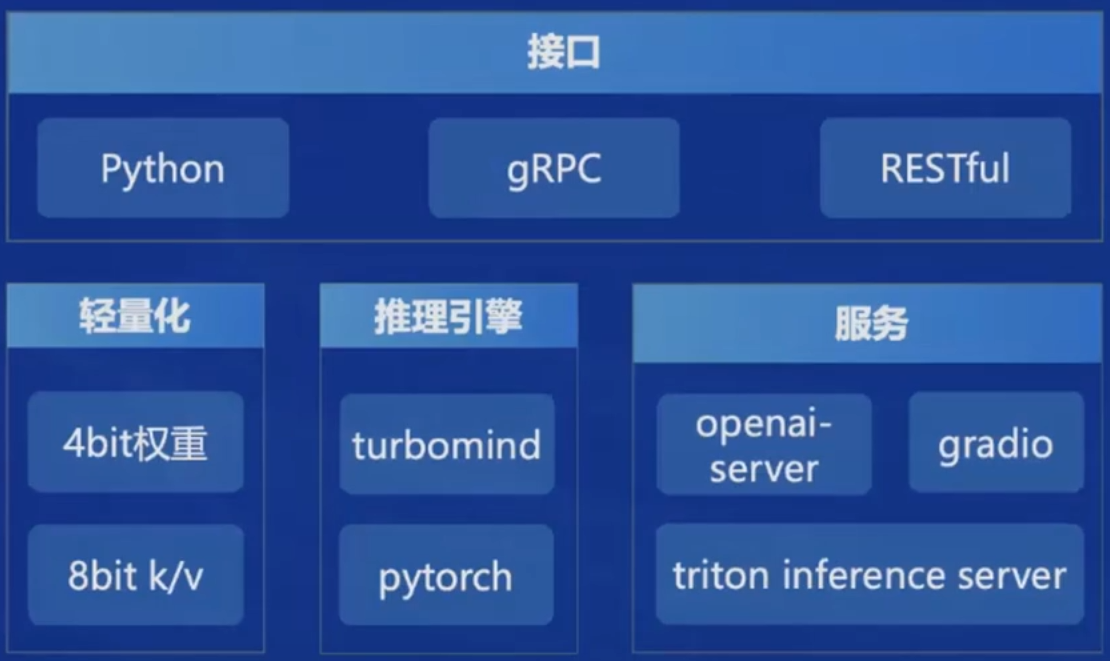 接口
Python
gRPC
RESTful
轻量化
4bit权重
8bit k/v
推理引擎
turbomind
pytorch
服务
openai-
server
gradio
triton inference server